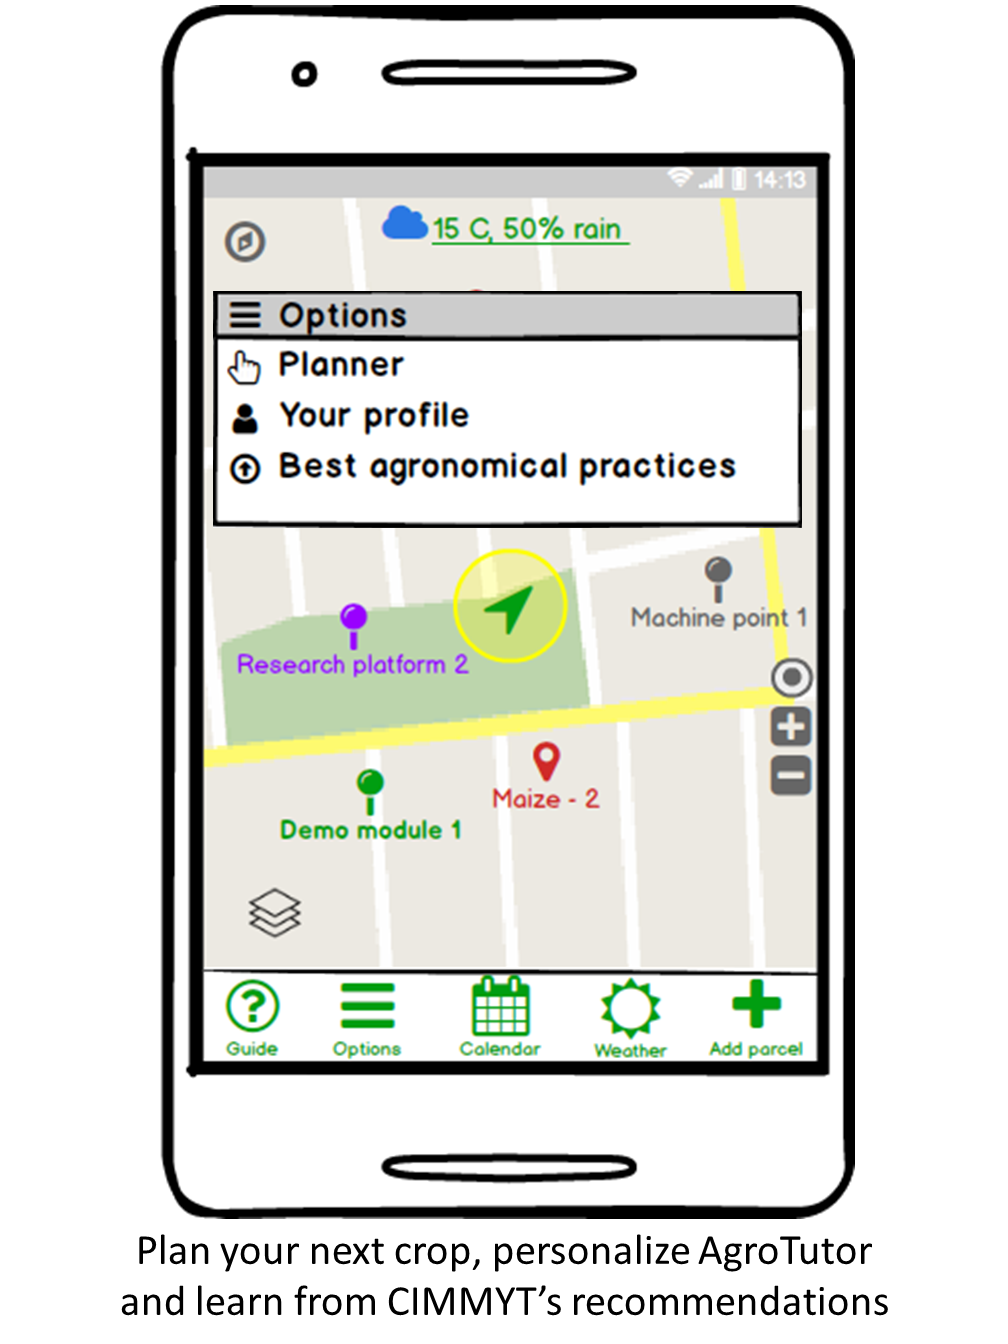 14:13
15 C, 50% rain
Options
Planner
Your profile
Best agronomical practices
Machine point 1
Research platform 2
Maize - 2
Demo module 1
Guide
Options
Calendar
Weather
Add parcel
Plan your next crop, personalize AgroTutor
and learn from CIMMYT's recommendations